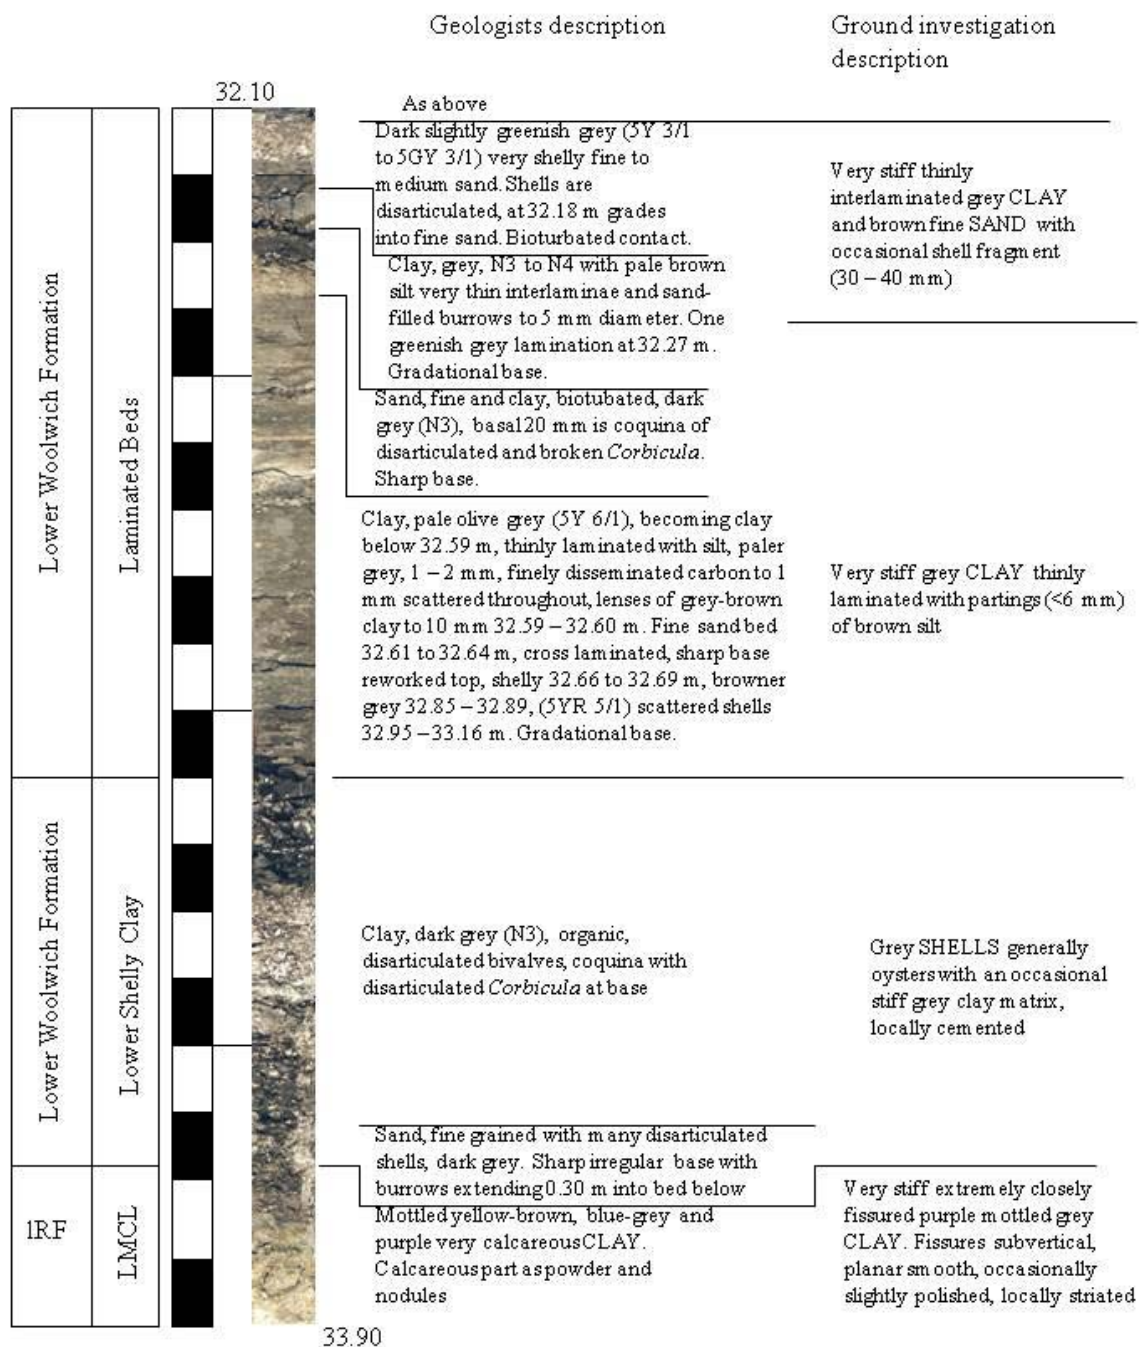 Geologists description
Ground investigation
description
32.10
As above
Dark slightly greenish grey (5Y 3/1
to 5GY 3/1) very shelly fine to
medium sand. Shells are
disarticulated, at 32.18 m grades
into fine sand. Bioturbated contact.
Clay, grey, N3 to N4 with pale brown
silt very thin interlaminae and sand-
filled burrows to 5 mm diameter. One
greenish grey lamination at 32.27 m.
Gradational base.
Sand, fine and clay, biotubated, dark
grey (N3), basal 20 mm is coquina of
disarticulated and broken Corbicula.
Sharp base.
Clay, pale olive grey (5Y 6/1), becoming clay
below 32.59 m, thinly laminated with silt, paler
grey, 1 – 2 mm, finely disseminated carbon to 1
mm scattered throughout, lenses of grey-brown
clay to 10 mm 32.59 – 32.60 m. Fine sand bed
32.61 to 32.64 m, cross laminated, sharp base
reworked top, shelly 32.66 to 32.69 m, browner
grey 32.85 – 32.89, (5YR 5/1) scattered shells
32.95 – 33.16 m. Gradational base.
Clay, dark grey (N3), organic,
disarticulated bivalves, coquina with
disarticulated Corbicula at base
Sand, fine grained with many disarticulated
shells, dark grey. Sharp irregular base with
burrows extending 0.30 m into bed below
Mottled yellow-brown, blue-grey and
purple very calcareous CLAY.
Calcareous part as powder and
nodules
Very stiff thinly
interlaminated grey CLAY
and brown fine SAND with
occasional shell fragment
(30 – 40 mm)
Very stiff grey CLAY thinly
laminated with partings (<6 mm)
of brown silt
Grey SHELLS generally
oysters with an occasional
stiff grey clay matrix,
locally cemented
Very stiff extremely closely
fissured purple mottled grey
CLAY. Fissures subvertical,
planar smooth, occasionally
slightly polished, locally striated
Lower Woolwich Formation
Laminated Beds
Lower Woolwich Formation
Lower Shelly Clay
lRF
LMCL
33.90